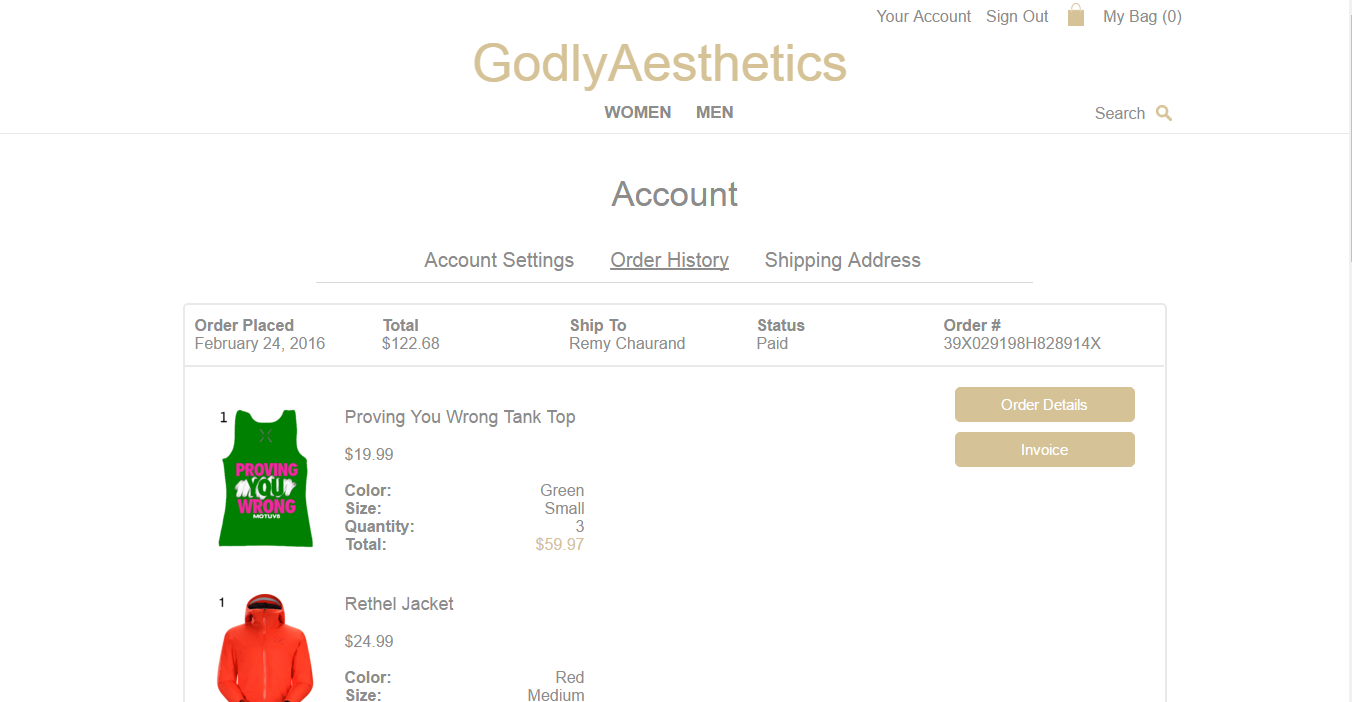 Your Account Sign Out My Bag (0)
GodlyAesthetics
WOMEN MEN Search
Account
Account Settings Order History Shipping Address
Order Placed Total Ship To Status Order #
February 24, 2016 $122.68 Remy Chaurand Paid 39X029198H828914X
Order Details
1 Proving You Wrong Tank Top
Invoice
$19.99
PROVING
YOU
WRONG
MOTUV8
Color: Green
Size: Small
Quantity: 3
Total: $59.97
1 Rethel Jacket
$24.99
Color: Red
Size: Medium